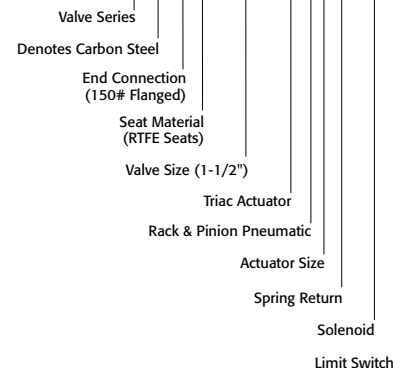 Valve Series
Denotes Carbon Steel
End Connection
(150# Flanged)
Seat Material
(RTFE Seats)
Valve Size (1-1/2")
Triac Actuator
Rack & Pinion Pneumatic
Actuator Size
Spring Return
Solenoid
Limit Switch